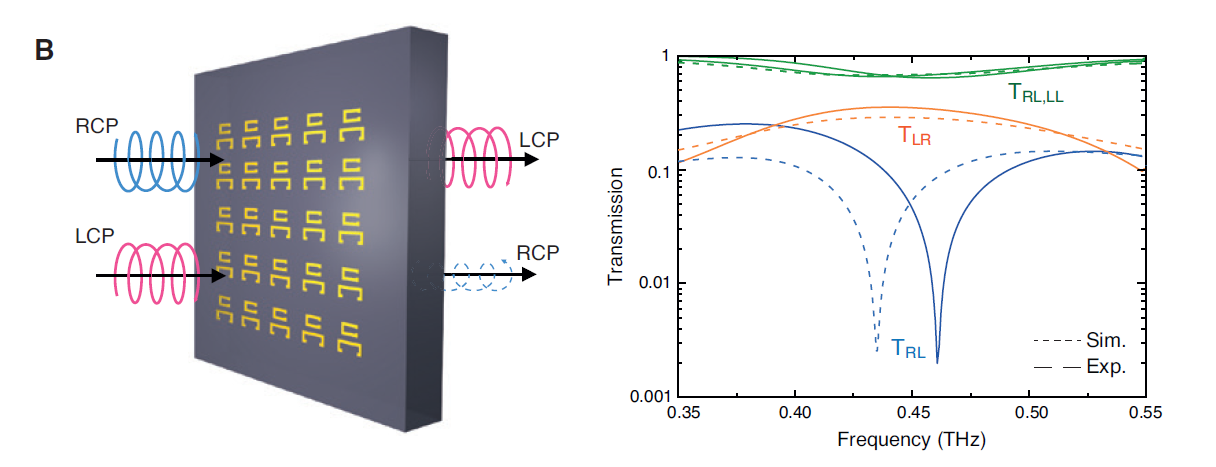 B
RCP
LCP
LCP
RCP
Transmission
1
0.1
0.01
0.001
T_RL,LL
T_LR
T_RL
Sim.
Exp.
0.35 0.40 0.45 0.50 0.55
Frequency (THz)